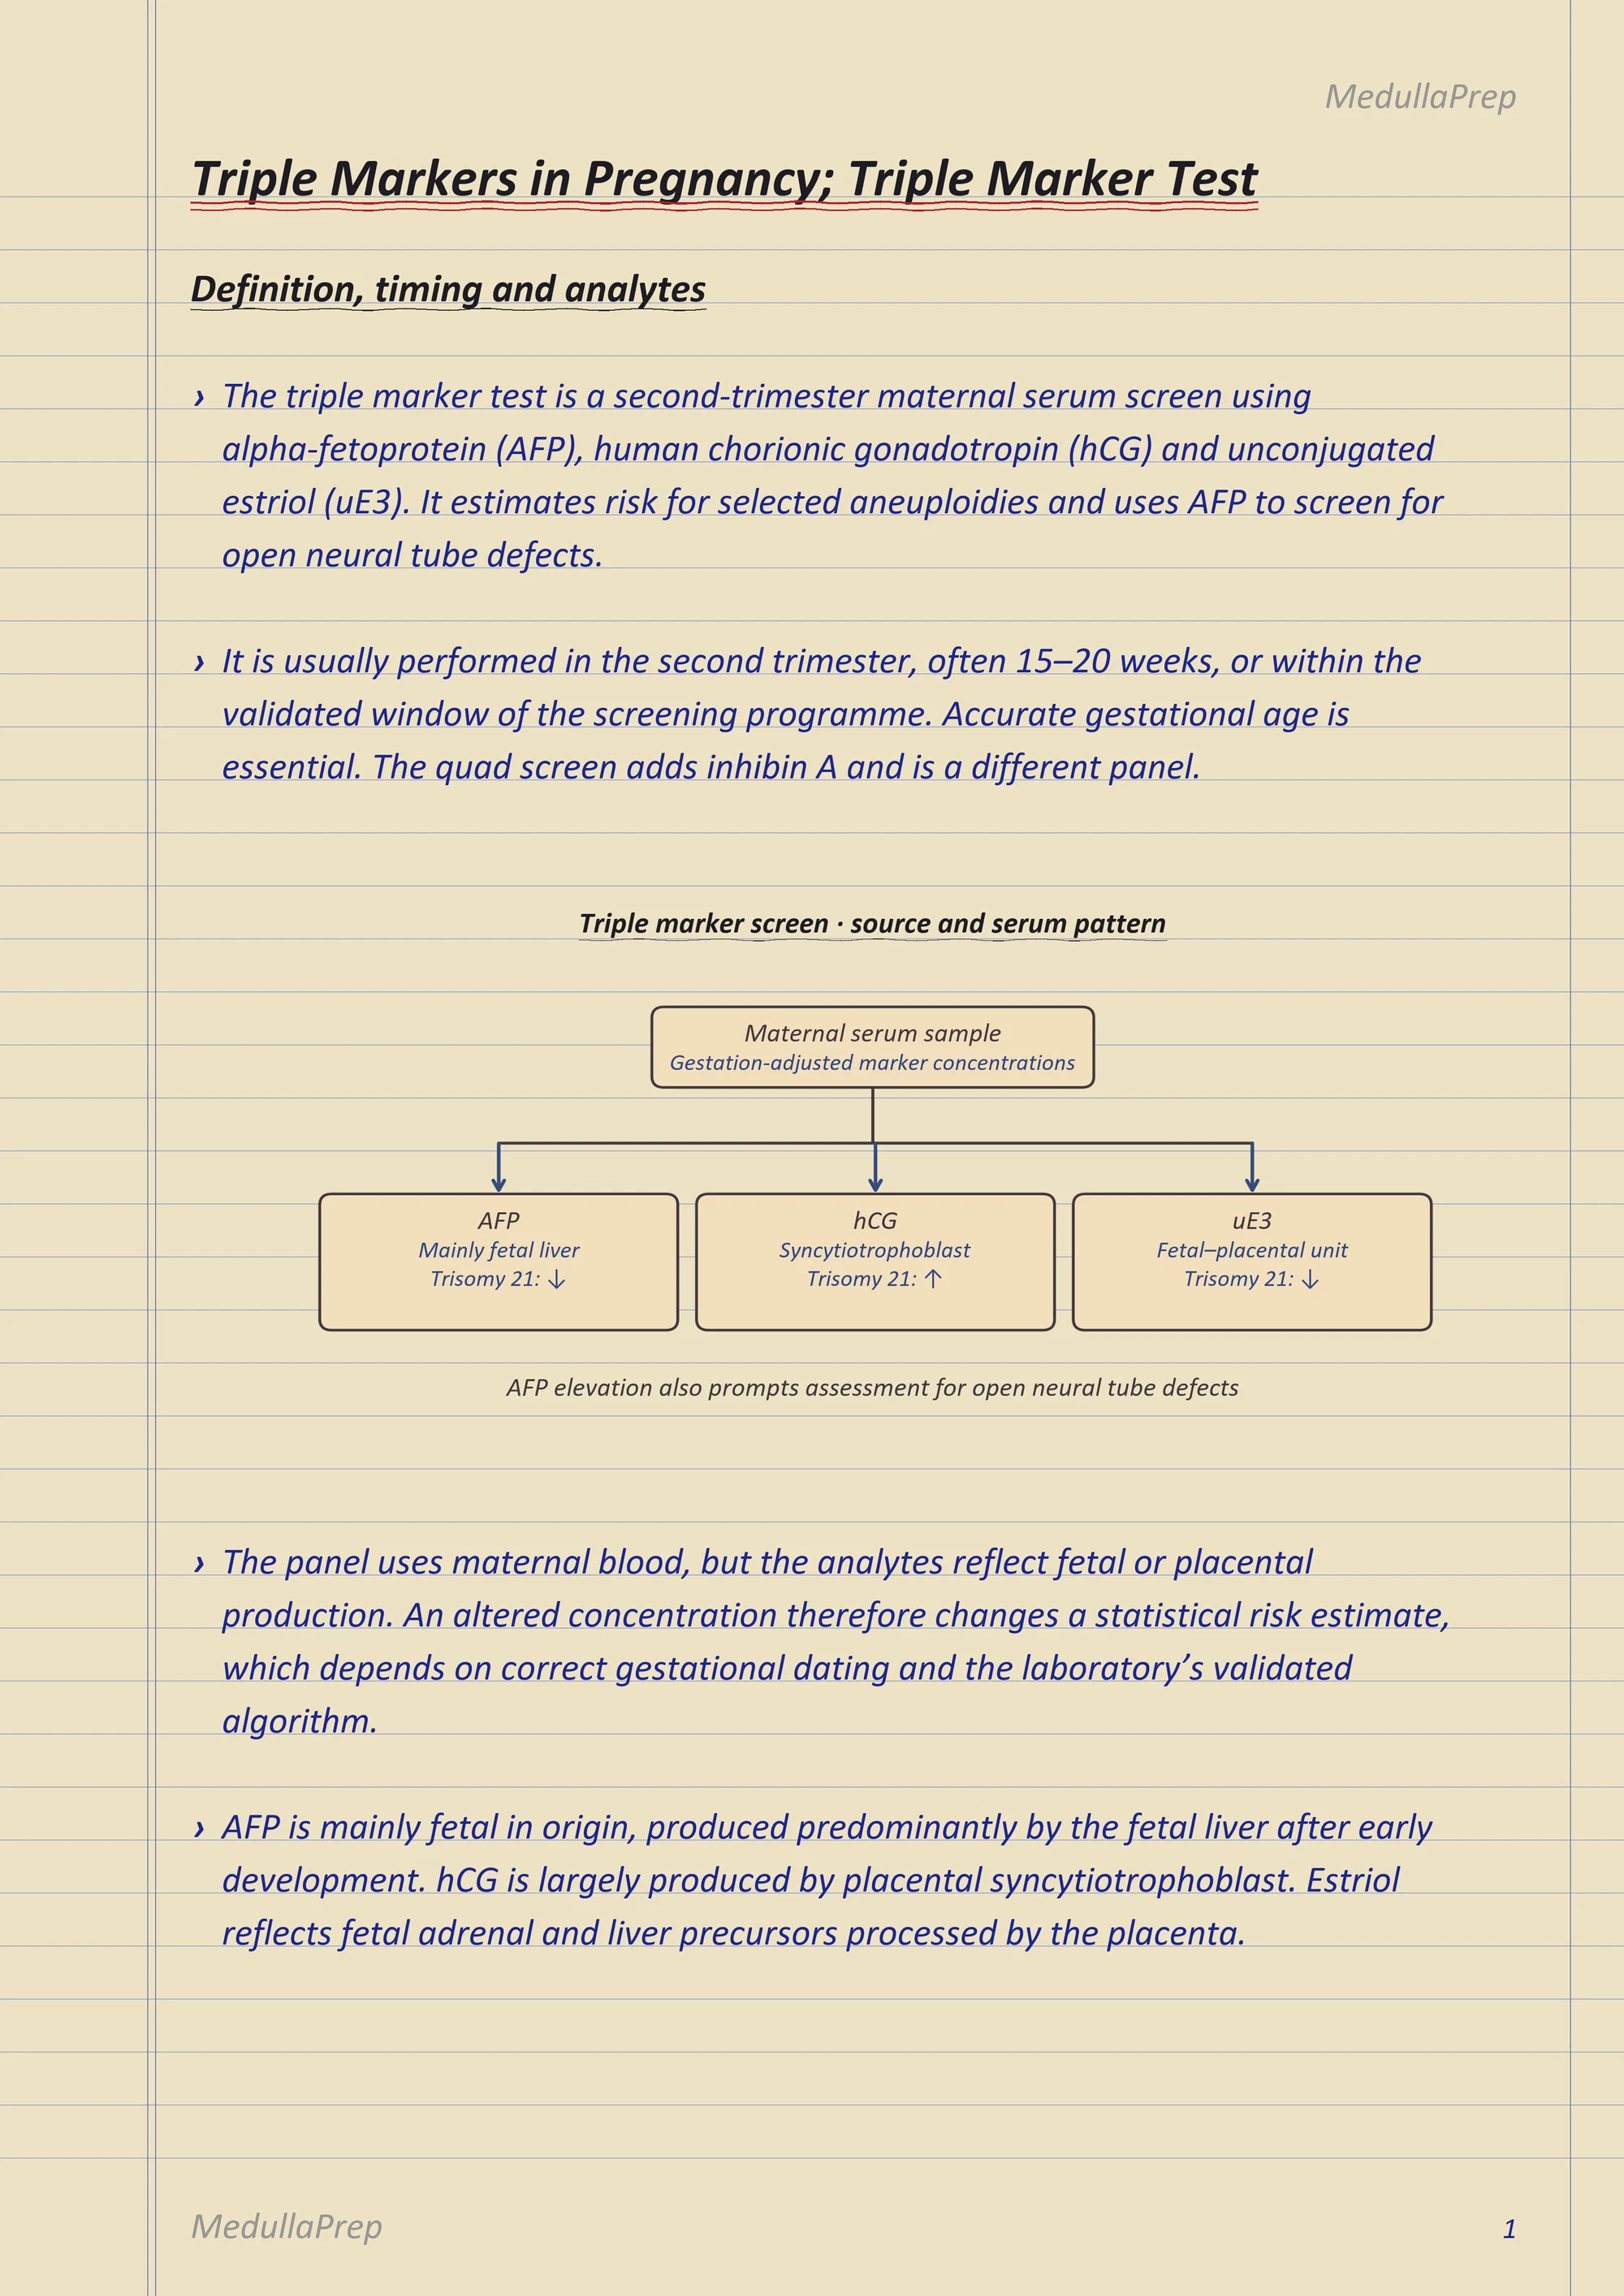 MedullaPrep
Triple Markers in Pregnancy; Triple Marker Test
Definition, timing and analytes
› The triple marker test is a second-trimester maternal serum screen using
alpha-fetoprotein (AFP), human chorionic gonadotropin (hCG) and unconjugated
estriol (uE3). It estimates risk for selected aneuploidies and uses AFP to screen for
open neural tube defects.
› It is usually performed in the second trimester, often 15–20 weeks, or within the
validated window of the screening programme. Accurate gestational age is
essential. The quad screen adds inhibin A and is a different panel.
Triple marker screen · source and serum pattern
Maternal serum sample
Gestation-adjusted marker concentrations
AFP
Mainly fetal liver
Trisomy 21: ↓
hCG
Syncytiotrophoblast
Trisomy 21: ↑
uE3
Fetal–placental unit
Trisomy 21: ↓
AFP elevation also prompts assessment for open neural tube defects
› The panel uses maternal blood, but the analytes reflect fetal or placental
production. An altered concentration therefore changes a statistical risk estimate,
which depends on correct gestational dating and the laboratory’s validated
algorithm.
› AFP is mainly fetal in origin, produced predominantly by the fetal liver after early
development. hCG is largely produced by placental syncytiotrophoblast. Estriol
reflects fetal adrenal and liver precursors processed by the placenta.
MedullaPrep
1